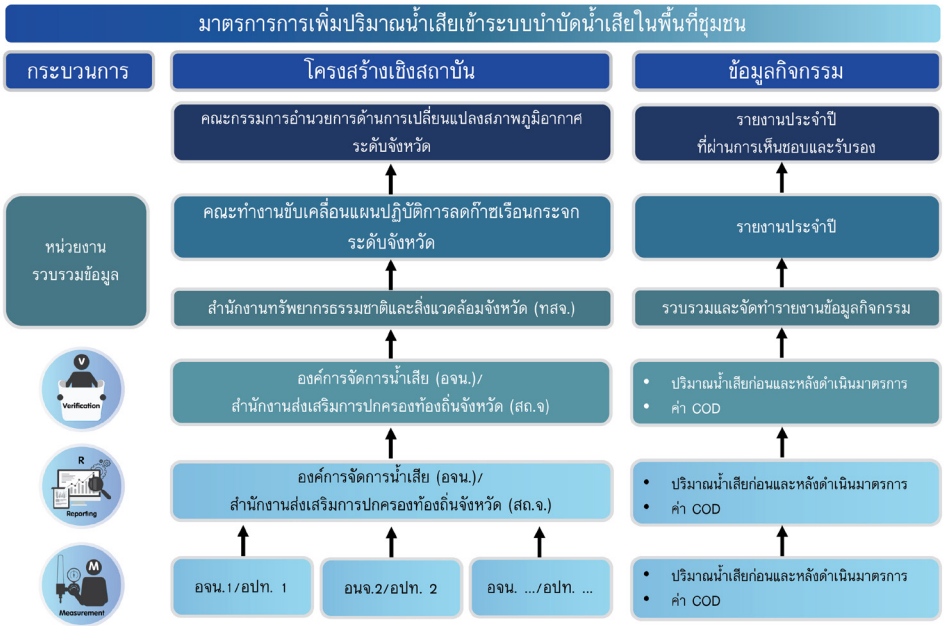 มาตรการการเพิ่มปริมาณน้ำเสียเข้าระบบบำบัดน้ำเสียในพื้นที่ชุมชน
กระบวนการ
โครงสร้างเชิงสถาบัน
ข้อมูลกิจกรรม
คณะกรรมการอำนวยการด้านการเปลี่ยนแปลงสภาพภูมิอากาศ
ระดับจังหวัด
รายงานประจำปี
ที่ผ่านการเห็นชอบและรับรอง
หน่วยงาน
รวบรวมข้อมูล
คณะทำงานขับเคลื่อนแผนปฏิบัติการลดก๊าซเรือนกระจก
ระดับจังหวัด
รายงานประจำปี
สำนักงานทรัพยากรธรรมชาติและสิ่งแวดล้อมจังหวัด (ทสจ.)
รวบรวมและจัดทำรายงานข้อมูลกิจกรรม
V
Verification
องค์การจัดการน้ำเสีย (อจน.)/
สำนักงานส่งเสริมการปกครองท้องถิ่นจังหวัด (สถ.จ)
• ปริมาณน้ำเสียก่อนและหลังดำเนินมาตรการ
• ค่า COD
R
Reporting
องค์การจัดการน้ำเสีย (อจน.)/
สำนักงานส่งเสริมการปกครองท้องถิ่นจังหวัด (สถ.จ.)
• ปริมาณน้ำเสียก่อนและหลังดำเนินมาตรการ
• ค่า COD
M
Measurement
อจน.1/อปท. 1
อนจ.2/อปท. 2
อจน. .../อปท. ...
• ปริมาณน้ำเสียก่อนและหลังดำเนินมาตรการ
• ค่า COD